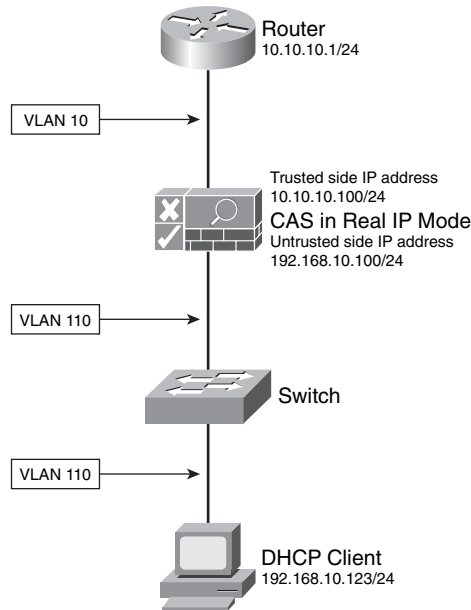 Router
10.10.10.1/24
VLAN 10
Trusted side IP address
10.10.10.100/24
CAS in Real IP Mode
Untrusted side IP address
192.168.10.100/24
VLAN 110
Switch
VLAN 110
DHCP Client
192.168.10.123/24